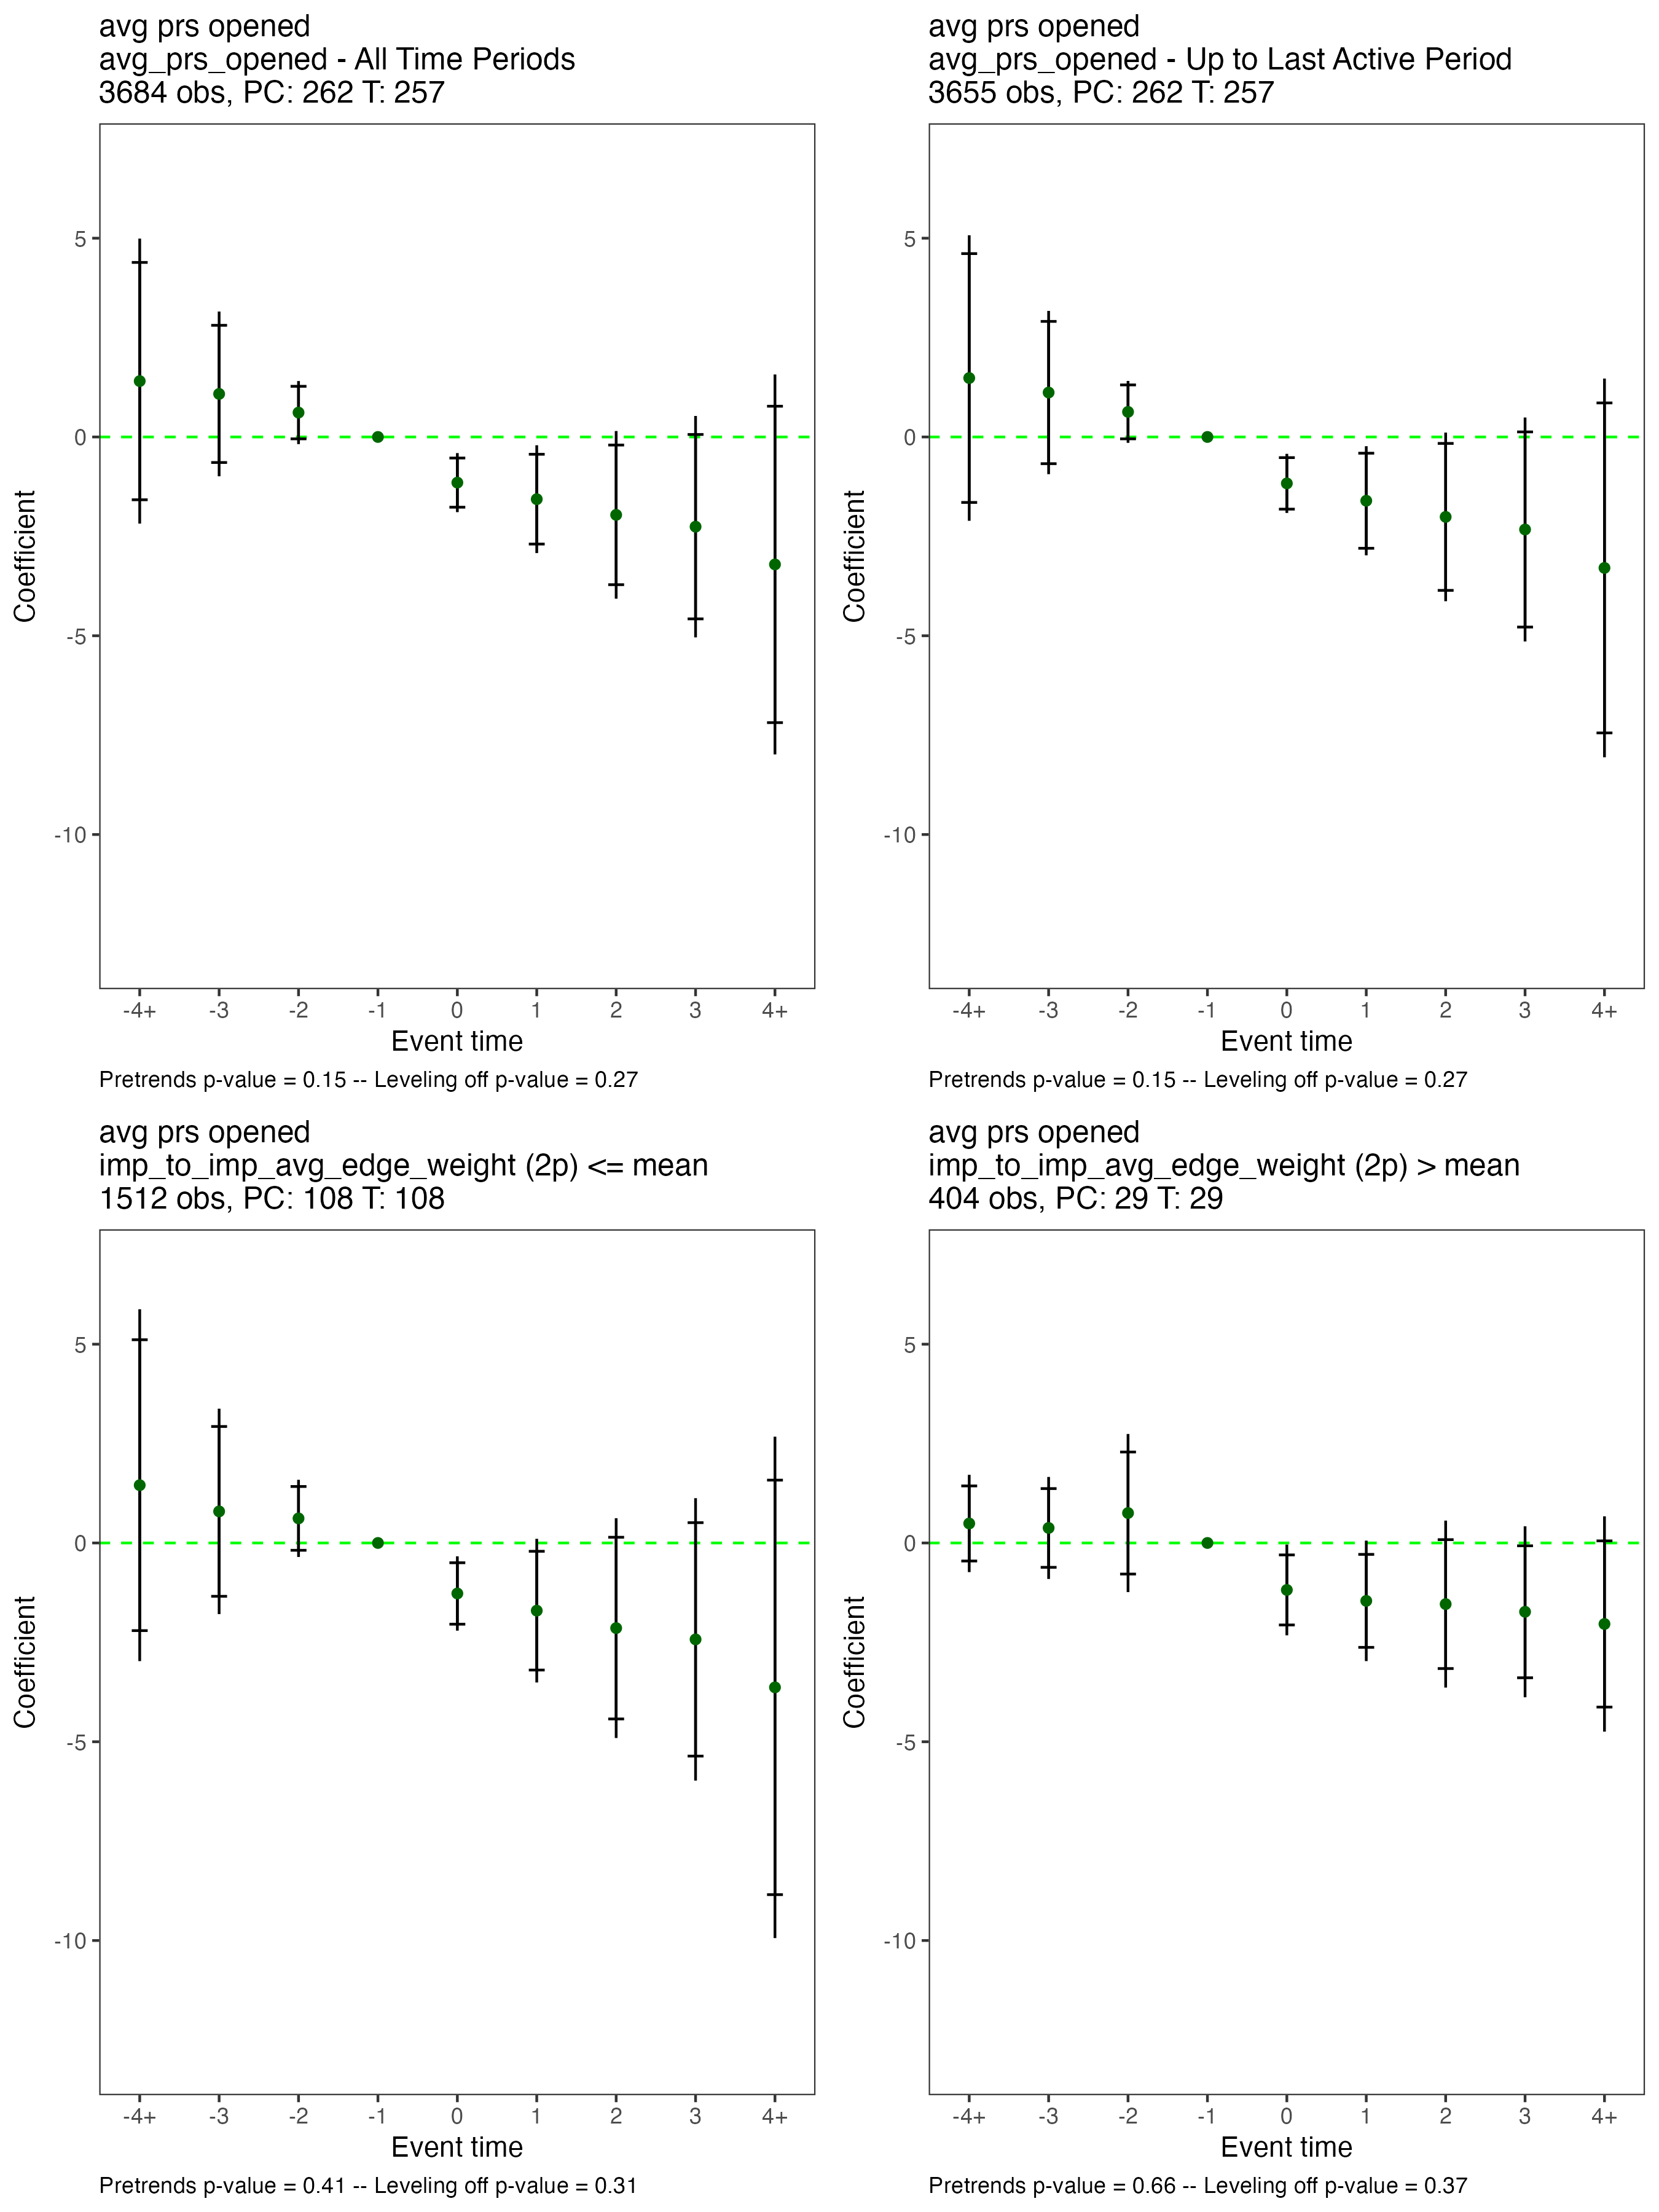 avg prs opened
avg_prs_opened - All Time Periods
3684 obs, PC: 262 T: 257
5
0
-5
-10
Coefficient
-4+ -3 -2 -1 0 1 2 3 4+
Event time
Pretrends p-value = 0.15 -- Leveling off p-value = 0.27
avg prs opened
avg_prs_opened - Up to Last Active Period
3655 obs, PC: 262 T: 257
5
0
-5
-10
Coefficient
-4+ -3 -2 -1 0 1 2 3 4+
Event time
Pretrends p-value = 0.15 -- Leveling off p-value = 0.27
avg prs opened
imp_to_imp_avg_edge_weight (2p) <= mean
1512 obs, PC: 108 T: 108
5
0
-5
-10
Coefficient
-4+ -3 -2 -1 0 1 2 3 4+
Event time
Pretrends p-value = 0.41 -- Leveling off p-value = 0.31
avg prs opened
imp_to_imp_avg_edge_weight (2p) > mean
404 obs, PC: 29 T: 29
5
0
-5
-10
Coefficient
-4+ -3 -2 -1 0 1 2 3 4+
Event time
Pretrends p-value = 0.66 -- Leveling off p-value = 0.37